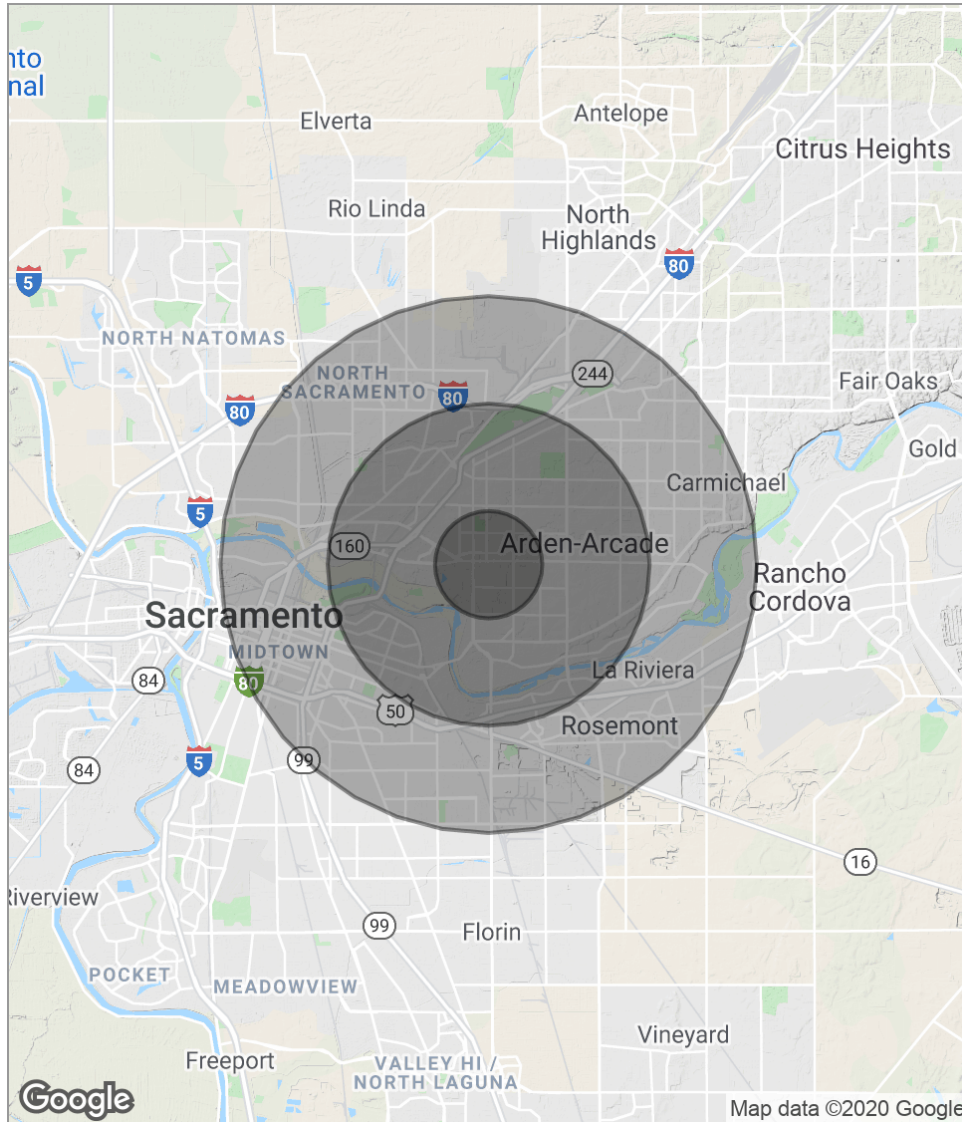 nto
nal
Elverta
Antelope
Citrus Heights
Rio Linda
North
Highlands
80
5
NORTH NATOMAS
NORTH
SACRAMENTO
244
80
80
Fair Oaks
Gold
Carmichael
5
160
Arden-Arcade
Rancho
Cordova
Sacramento
MIDTOWN
La Riviera
84
80
50
Rosemont
5
99
84
16
Riverview
99
Florin
POCKET
MEADOWVIEW
Vineyard
Freeport
VALLEY HI /
NORTH LAGUNA
Google
Map data ©2020 Google